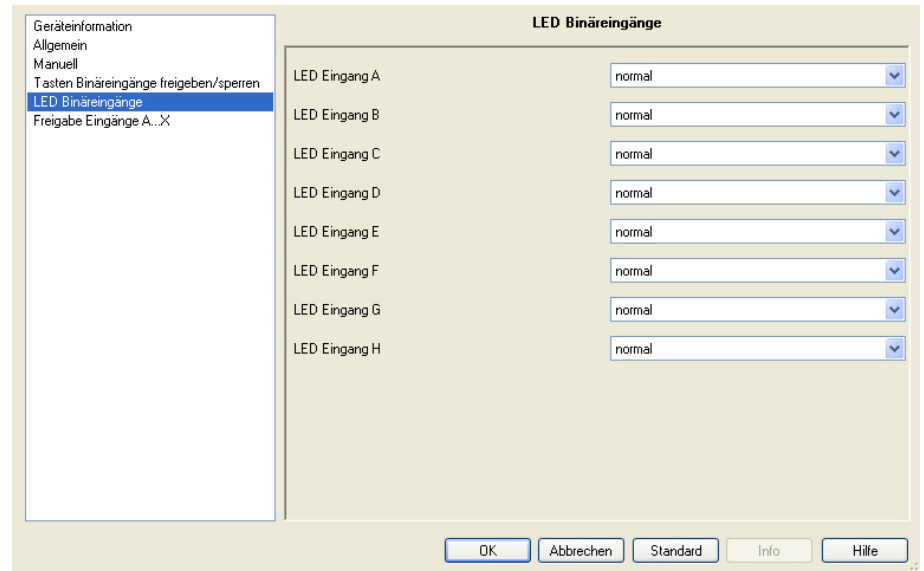 Geräteinformation
Allgemein
Manuell
Tasten Binäreingänge freigeben/sperren
LED Binäreingänge
Freigabe Eingänge A...X
LED Binäreingänge
LED Eingang A normal
LED Eingang B normal
LED Eingang C normal
LED Eingang D normal
LED Eingang E normal
LED Eingang F normal
LED Eingang G normal
LED Eingang H normal
OK Abbrechen Standard Info Hilfe